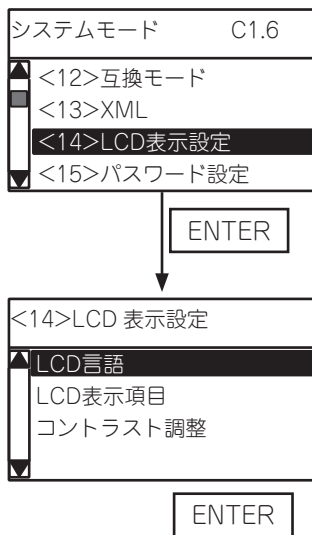 システムモード C1.6
<12>互換モード
<13>XML
<14>LCD表示設定
<15>パスワード設定
ENTER
<14>LCD 表示設定
LCD言語
LCD表示項目
コントラスト調整
ENTER